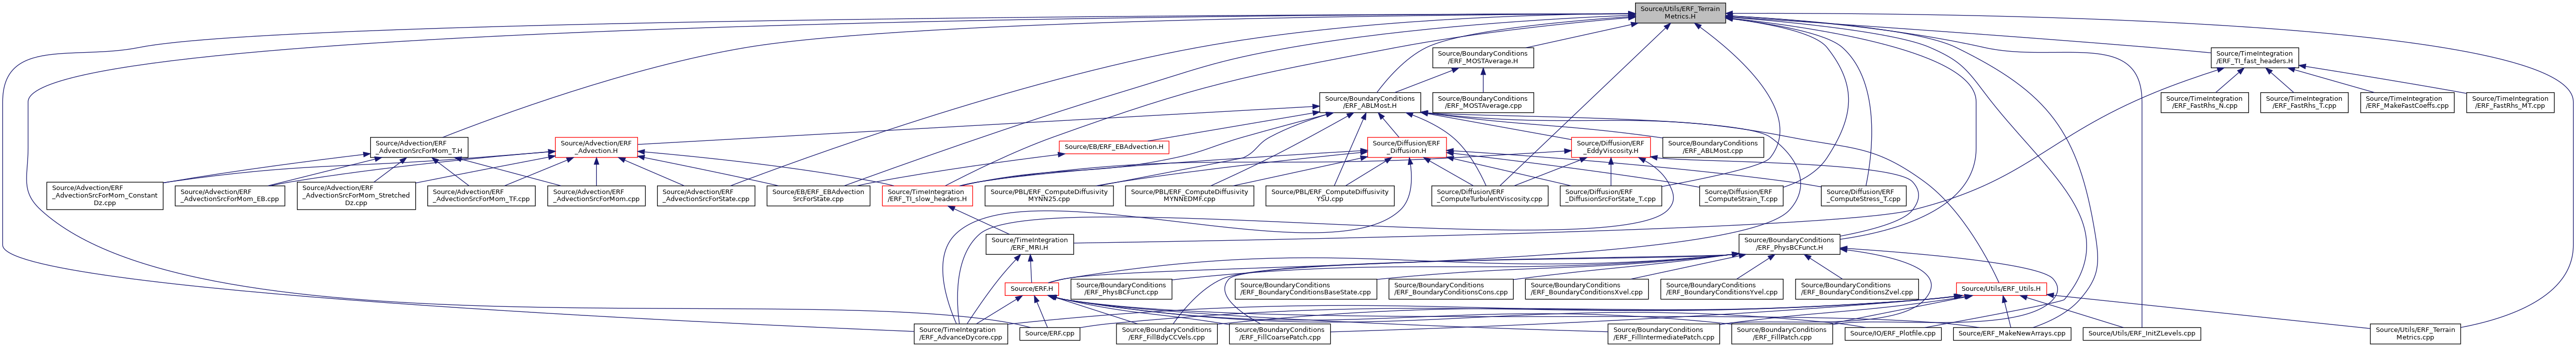 Source/Utils/ERF_Terrain
Metrics.H
Source/BoundaryConditions
/ERF_MOSTAverage.H
Source/TimeIntegration
/ERF_TI_fast_headers.H
Source/BoundaryConditions
/ERF_ABLMost.H
Source/BoundaryConditions
/ERF_MOSTAverage.cpp
Source/TimeIntegration
/ERF_FastRhs_N.cpp
Source/TimeIntegration
/ERF_FastRhs_T.cpp
Source/TimeIntegration
/ERF_MakeFastCoeffs.cpp
Source/TimeIntegration
/ERF_FastRhs_MT.cpp
Source/Advection/ERF
_AdvectionSrcForMom_T.H
Source/Advection/ERF
_Advection.H
Source/EB/ERF_EBAdvection.H
Source/Diffusion/ERF
_Diffusion.H
Source/Diffusion/ERF
_EddyViscosity.H
Source/BoundaryConditions
/ERF_ABLMost.cpp
Source/Advection/ERF
_AdvectionSrcForMom_Constant
Dz.cpp
Source/Advection/ERF
_AdvectionSrcForMom_EB.cpp
Source/Advection/ERF
_AdvectionSrcForMom_Stretched
Dz.cpp
Source/Advection/ERF
_AdvectionSrcForMom_TF.cpp
Source/Advection/ERF
_AdvectionSrcForMom.cpp
Source/Advection/ERF
_AdvectionSrcForState.cpp
Source/EB/ERF_EBAdvection
SrcForState.cpp
Source/TimeIntegration
/ERF_TI_slow_headers.H
Source/PBL/ERF_ComputeDiffusivity
MYNN25.cpp
Source/PBL/ERF_ComputeDiffusivity
MYNNEDMF.cpp
Source/PBL/ERF_ComputeDiffusivity
YSU.cpp
Source/Diffusion/ERF
_ComputeTurbulentViscosity.cpp
Source/Diffusion/ERF
_DiffusionSrcForState_T.cpp
Source/Diffusion/ERF
_ComputeStrain_T.cpp
Source/Diffusion/ERF
_ComputeStress_T.cpp
Source/TimeIntegration
/ERF_MRI.H
Source/BoundaryConditions
/ERF_PhysBCFunct.H
Source/ERF.H
Source/BoundaryConditions
/ERF_PhysBCFunct.cpp
Source/BoundaryConditions
/ERF_BoundaryConditionsBaseState.cpp
Source/BoundaryConditions
/ERF_BoundaryConditionsCons.cpp
Source/BoundaryConditions
/ERF_BoundaryConditionsXvel.cpp
Source/BoundaryConditions
/ERF_BoundaryConditionsYvel.cpp
Source/BoundaryConditions
/ERF_BoundaryConditionsZvel.cpp
Source/Utils/ERF_Utils.H
Source/TimeIntegration
/ERF_AdvanceDycore.cpp
Source/ERF.cpp
Source/BoundaryConditions
/ERF_FillBdyCCVels.cpp
Source/BoundaryConditions
/ERF_FillCoarsePatch.cpp
Source/BoundaryConditions
/ERF_FillIntermediatePatch.cpp
Source/BoundaryConditions
/ERF_FillPatch.cpp
Source/IO/ERF_Plotfile.cpp
Source/ERF_MakeNewArrays.cpp
Source/Utils/ERF_InitZLevels.cpp
Source/Utils/ERF_Terrain
Metrics.cpp